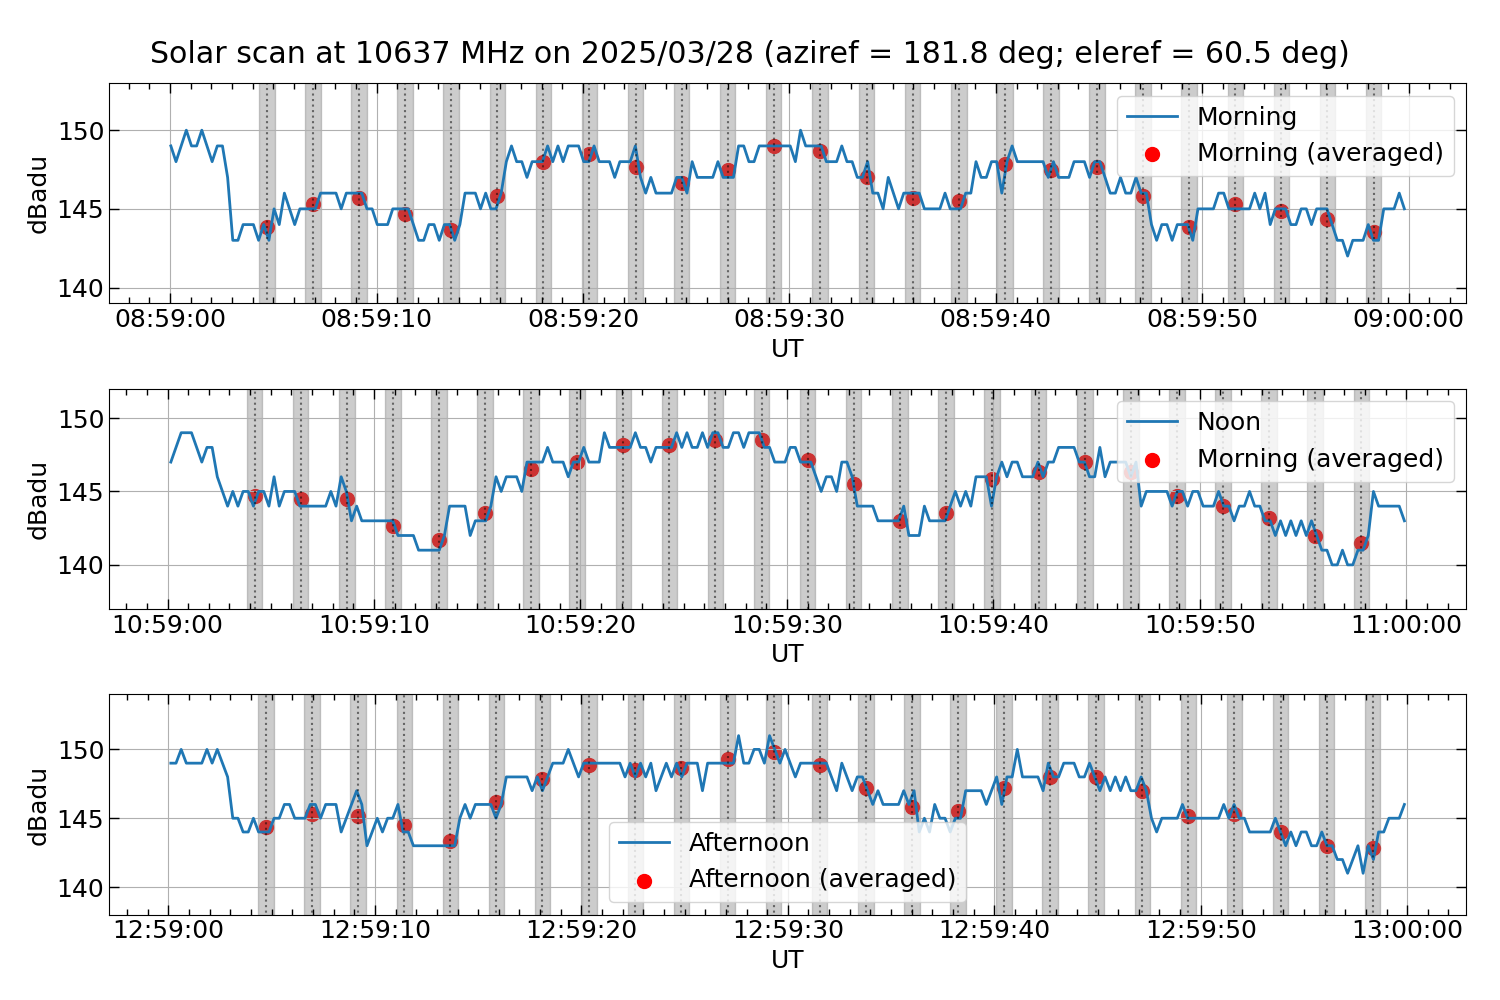 Solar scan at 10637 MHz on 2025/03/28 (aziref = 181.8 deg; eleref = 60.5 deg)
150
145
140
dBadu
Morning
Morning (averaged)
08:59:00 08:59:10 08:59:20 08:59:30 08:59:40 08:59:50 09:00:00
UT
150
145
140
dBadu
Noon
Morning (averaged)
10:59:00 10:59:10 10:59:20 10:59:30 10:59:40 10:59:50 11:00:00
UT
150
145
140
dBadu
Afternoon
Afternoon (averaged)
12:59:00 12:59:10 12:59:20 12:59:30 12:59:40 12:59:50 13:00:00
UT